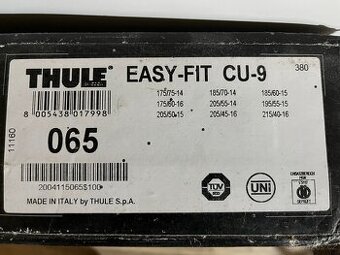 THULE EASY-FIT CU-9 380
8 005438 017998
175/75-14 185/70-14 185/60-15
175/60-16 205/55-14 195/55-15
205/50-15 205/45-16 215/40-16
11160
065
2004115065$100
TÜV
UNI
MADE IN ITALY by THULE S.p.A.